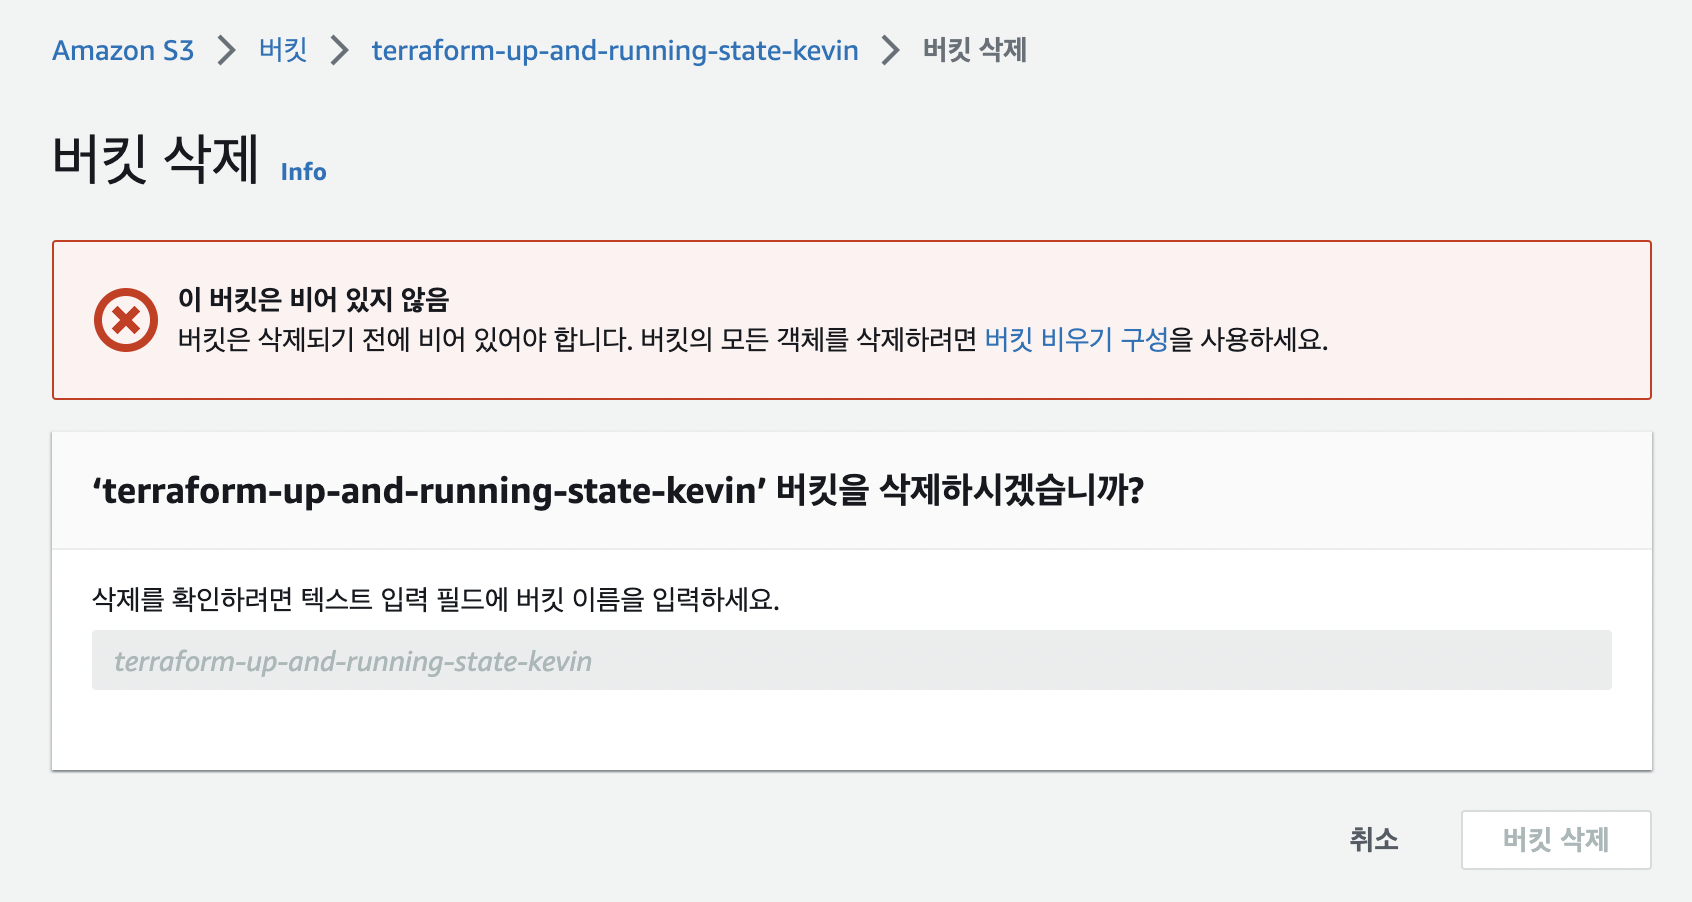 Amazon S3 > 버킷 > terraform-up-and-running-state-kevin > 버킷 삭제
버킷 삭제 Info
이 버킷은 비어 있지 않음
버킷은 삭제되기 전에 비어 있어야 합니다. 버킷의 모든 객체를 삭제하려면 버킷 비우기 구성을 사용하세요.
‘terraform-up-and-running-state-kevin’ 버킷을 삭제하시겠습니까?
삭제를 확인하려면 텍스트 입력 필드에 버킷 이름을 입력하세요.
terraform-up-and-running-state-kevin
취소 버킷 삭제